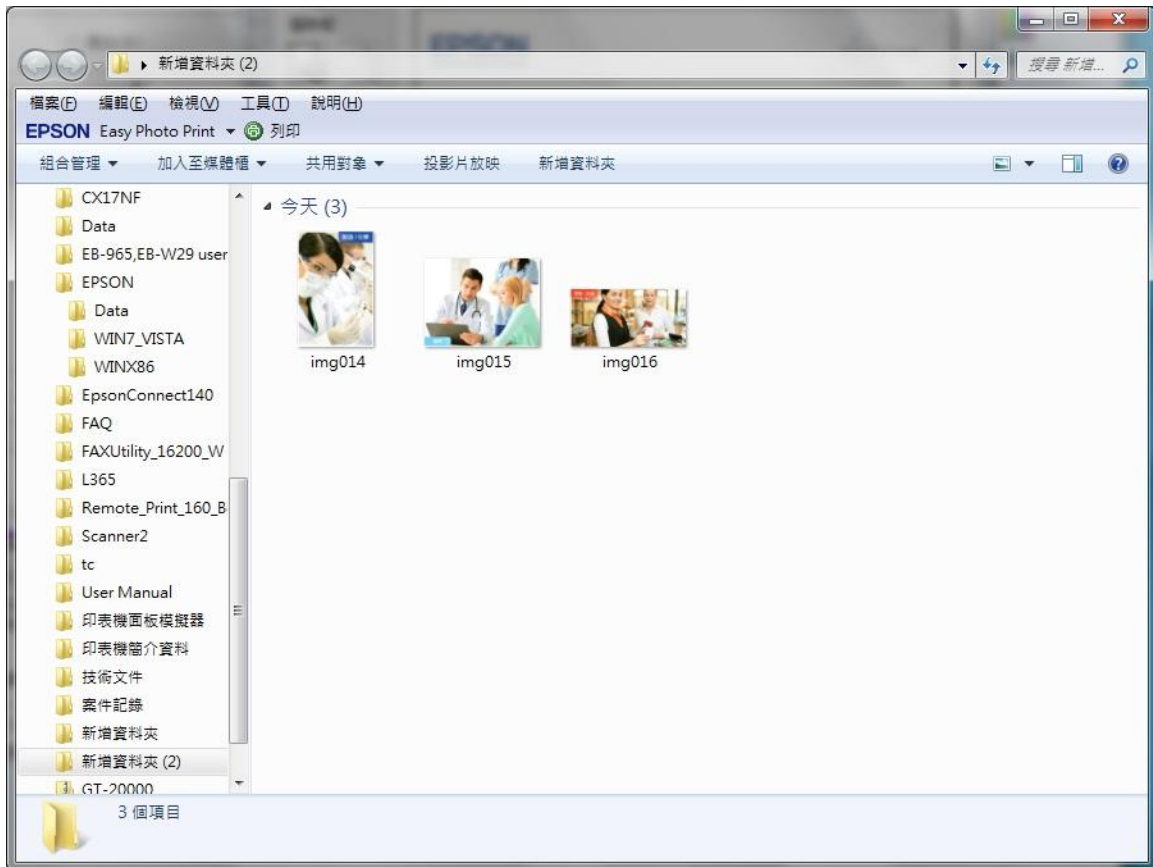 EPSON
新增資料夾 (2)
搜尋 新增...
檔案(F) 編輯(E) 檢視(V) 工具(T) 說明(H)
EPSON Easy Photo Print 列印
組合管理 加入至媒體櫃 共用對象 投影片放映 新增資料夾
CX17NF
Data
EB-965,EB-W29 user
EPSON
Data
WIN7_VISTA
WINX86
EpsonConnect140
FAQ
FAXUtility_16200_W
L365
Remote_Print_160_B
Scanner2
tc
User Manual
印表機面板模擬器
印表機簡介資料
技術文件
案件記錄
新增資料夾
新增資料夾 (2)
GT-20000
今天 (3)
img014
img015
img016
3 個項目